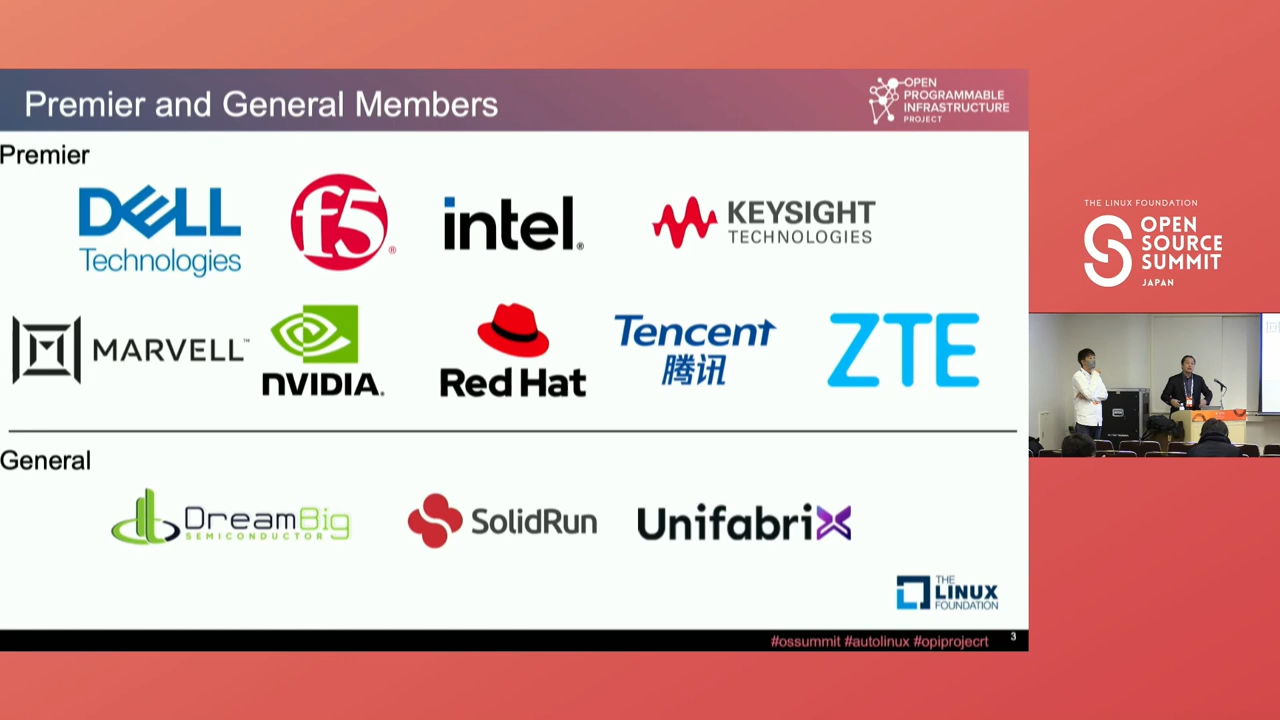 Premier and General Members
OPEN
PROGRAMMABLE
INFRASTRUCTURE
PROJECT
Premier
DELL
Technologies
f5®
intel®
KEYSIGHT
TECHNOLOGIES
MARVELL™
NVIDIA.
Red Hat
Tencent
腾讯
ZTE
General
DreamBig
SEMICONDUCTOR
SolidRun
UnifabriX
THE
LINUX
FOUNDATION
#ossummit #autolinux #opiprojecrt
3
THE LINUX FOUNDATION
OPEN
SOURCE
SUMMIT
JAPAN